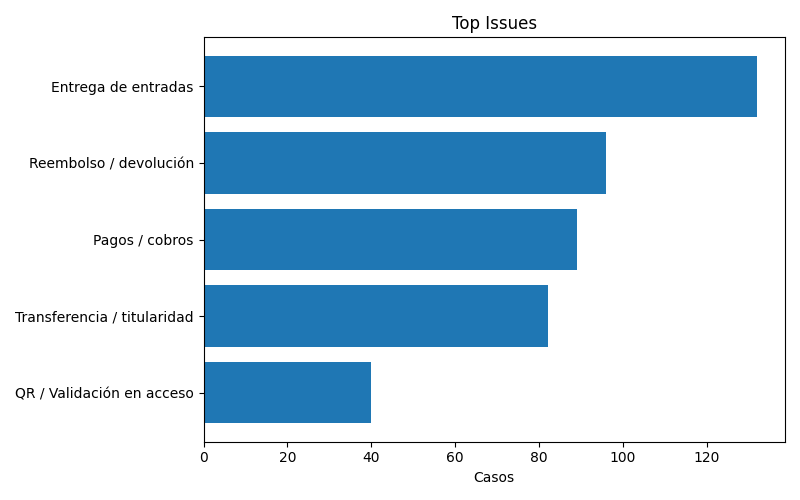 Top Issues
Entrega de entradas
Reembolso / devolución
Pagos / cobros
Transferencia / titularidad
QR / Validación en acceso
0 20 40 60 80 100 120
Casos